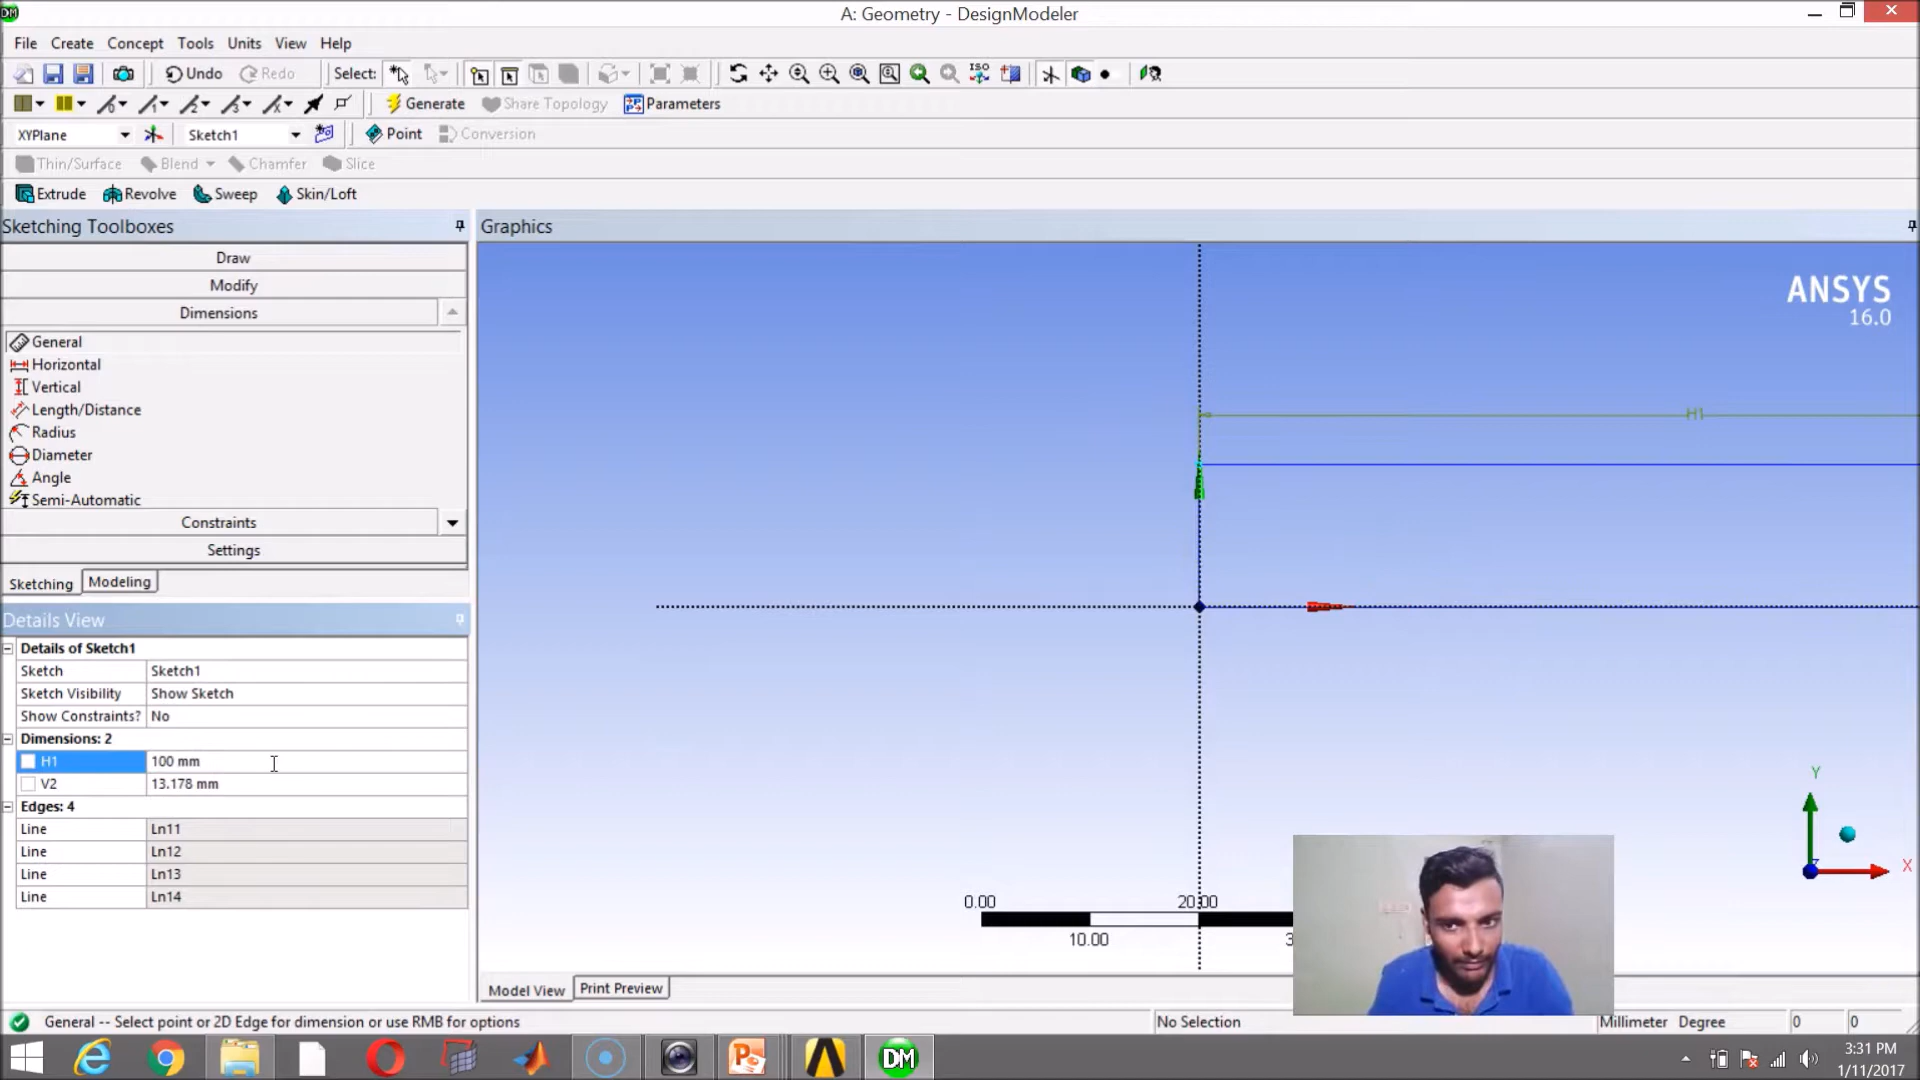 A: Geometry - DesignModeler
File Create Concept Tools Units View Help
Undo Redo Select: ISO
Generate Share Topology Parameters
XYPlane Sketch1 Point Conversion
Thin/Surface Blend Chamfer Slice
Extrude Revolve Sweep Skin/Loft
Sketching Toolboxes
Draw
Modify
Dimensions
General
Horizontal
Vertical
Length/Distance
Radius
Diameter
Angle
Semi-Automatic
Constraints
Settings
Sketching Modeling
Details View
Details of Sketch1
Sketch Sketch1
Sketch Visibility Show Sketch
Show Constraints? No
Dimensions: 2
H1 100 mm
V2 13.178 mm
Edges: 4
Line Ln11
Line Ln12
Line Ln13
Line Ln14
Graphics
ANSYS
16.0
H1
Y
X
0.00 20.00
10.00
Model View Print Preview
General -- Select point or 2D Edge for dimension or use RMB for options No Selection Millimeter Degree 0 0
DM
3:31 PM
1/11/2017